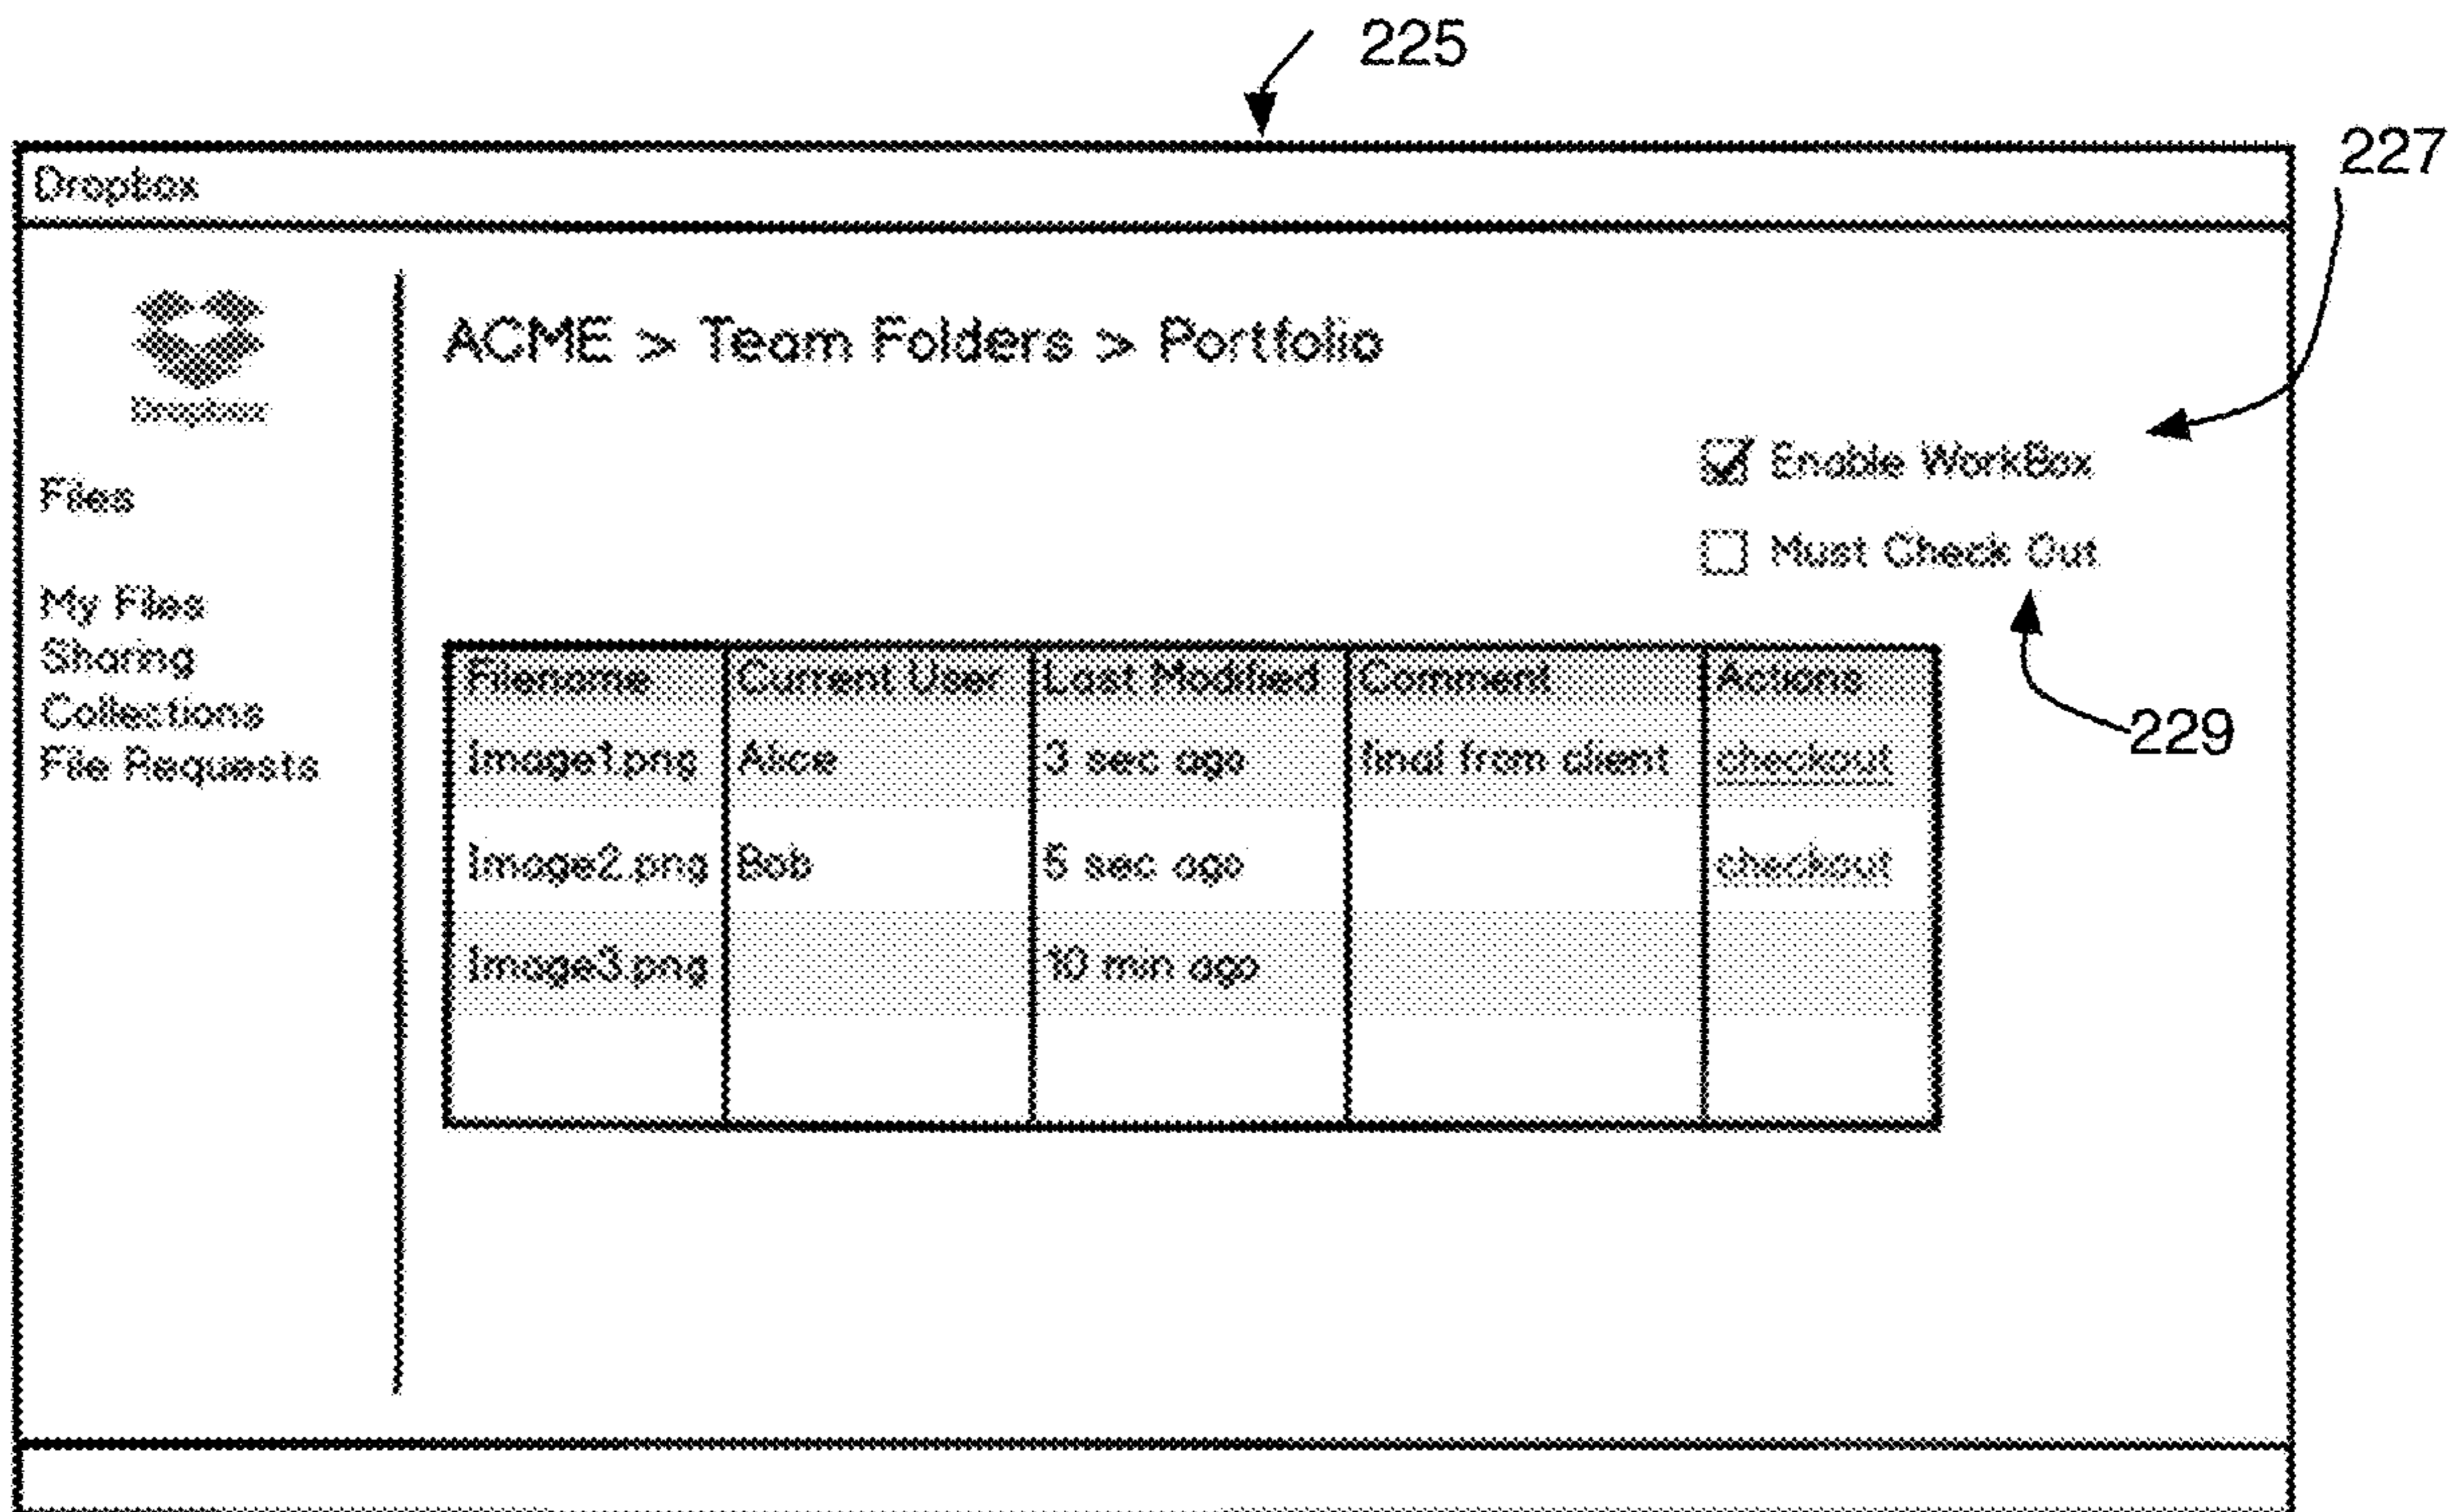 225
227
Dropbox
Dropbox
Files
My Files
Sharing
Collections
File Requests
ACME > Team Folders > Portfolio
Enable WorkBox
Must Check Out
229
Filename Current User Last Modified Comment Actions
Image1.png Alice 3 sec ago final from client checkout
Image2.png Bob 5 sec ago checkout
Image3.png 10 min ago